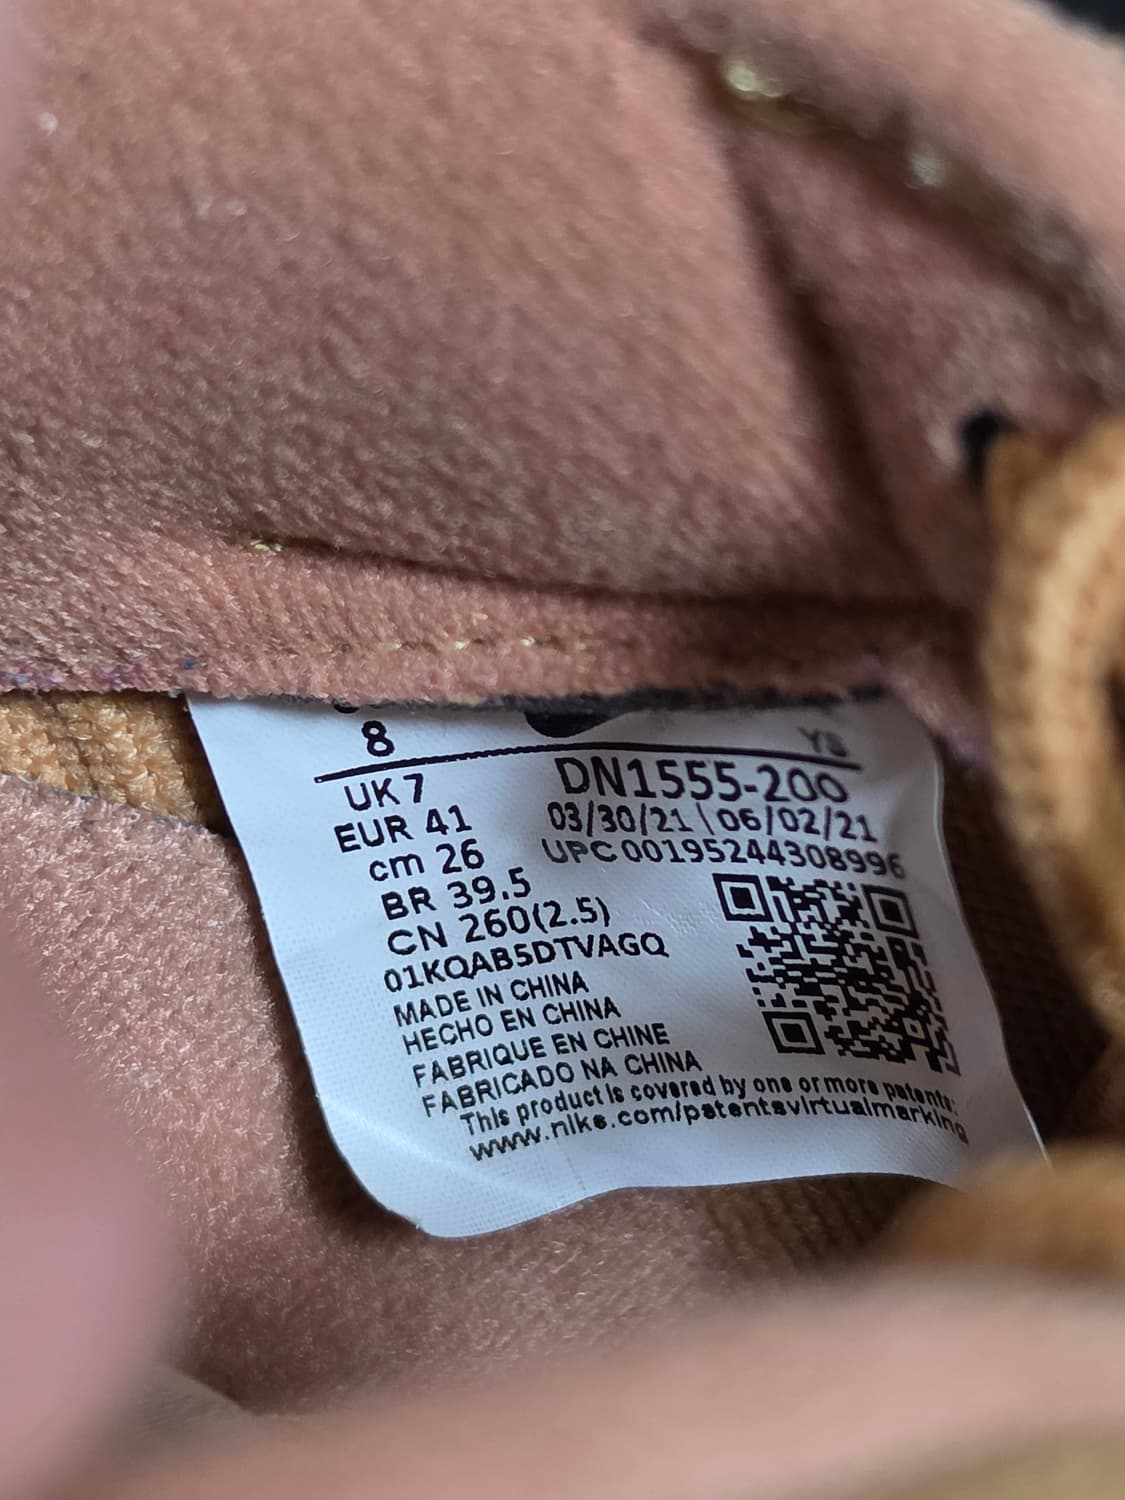 8 YS
UK 7 DN1555-200
EUR 41 03/30/21\06/02/21
cm 26 UPC 00195244308996
BR 39.5
CN 260(2.5)
01KQAB5DTVAGQ
MADE IN CHINA
HECHO EN CHINA
FABRIQUE EN CHINE
FABRICADO NA CHINA
This product is covered by one or more patents:
www.nike.com/patentsvirtualmarking